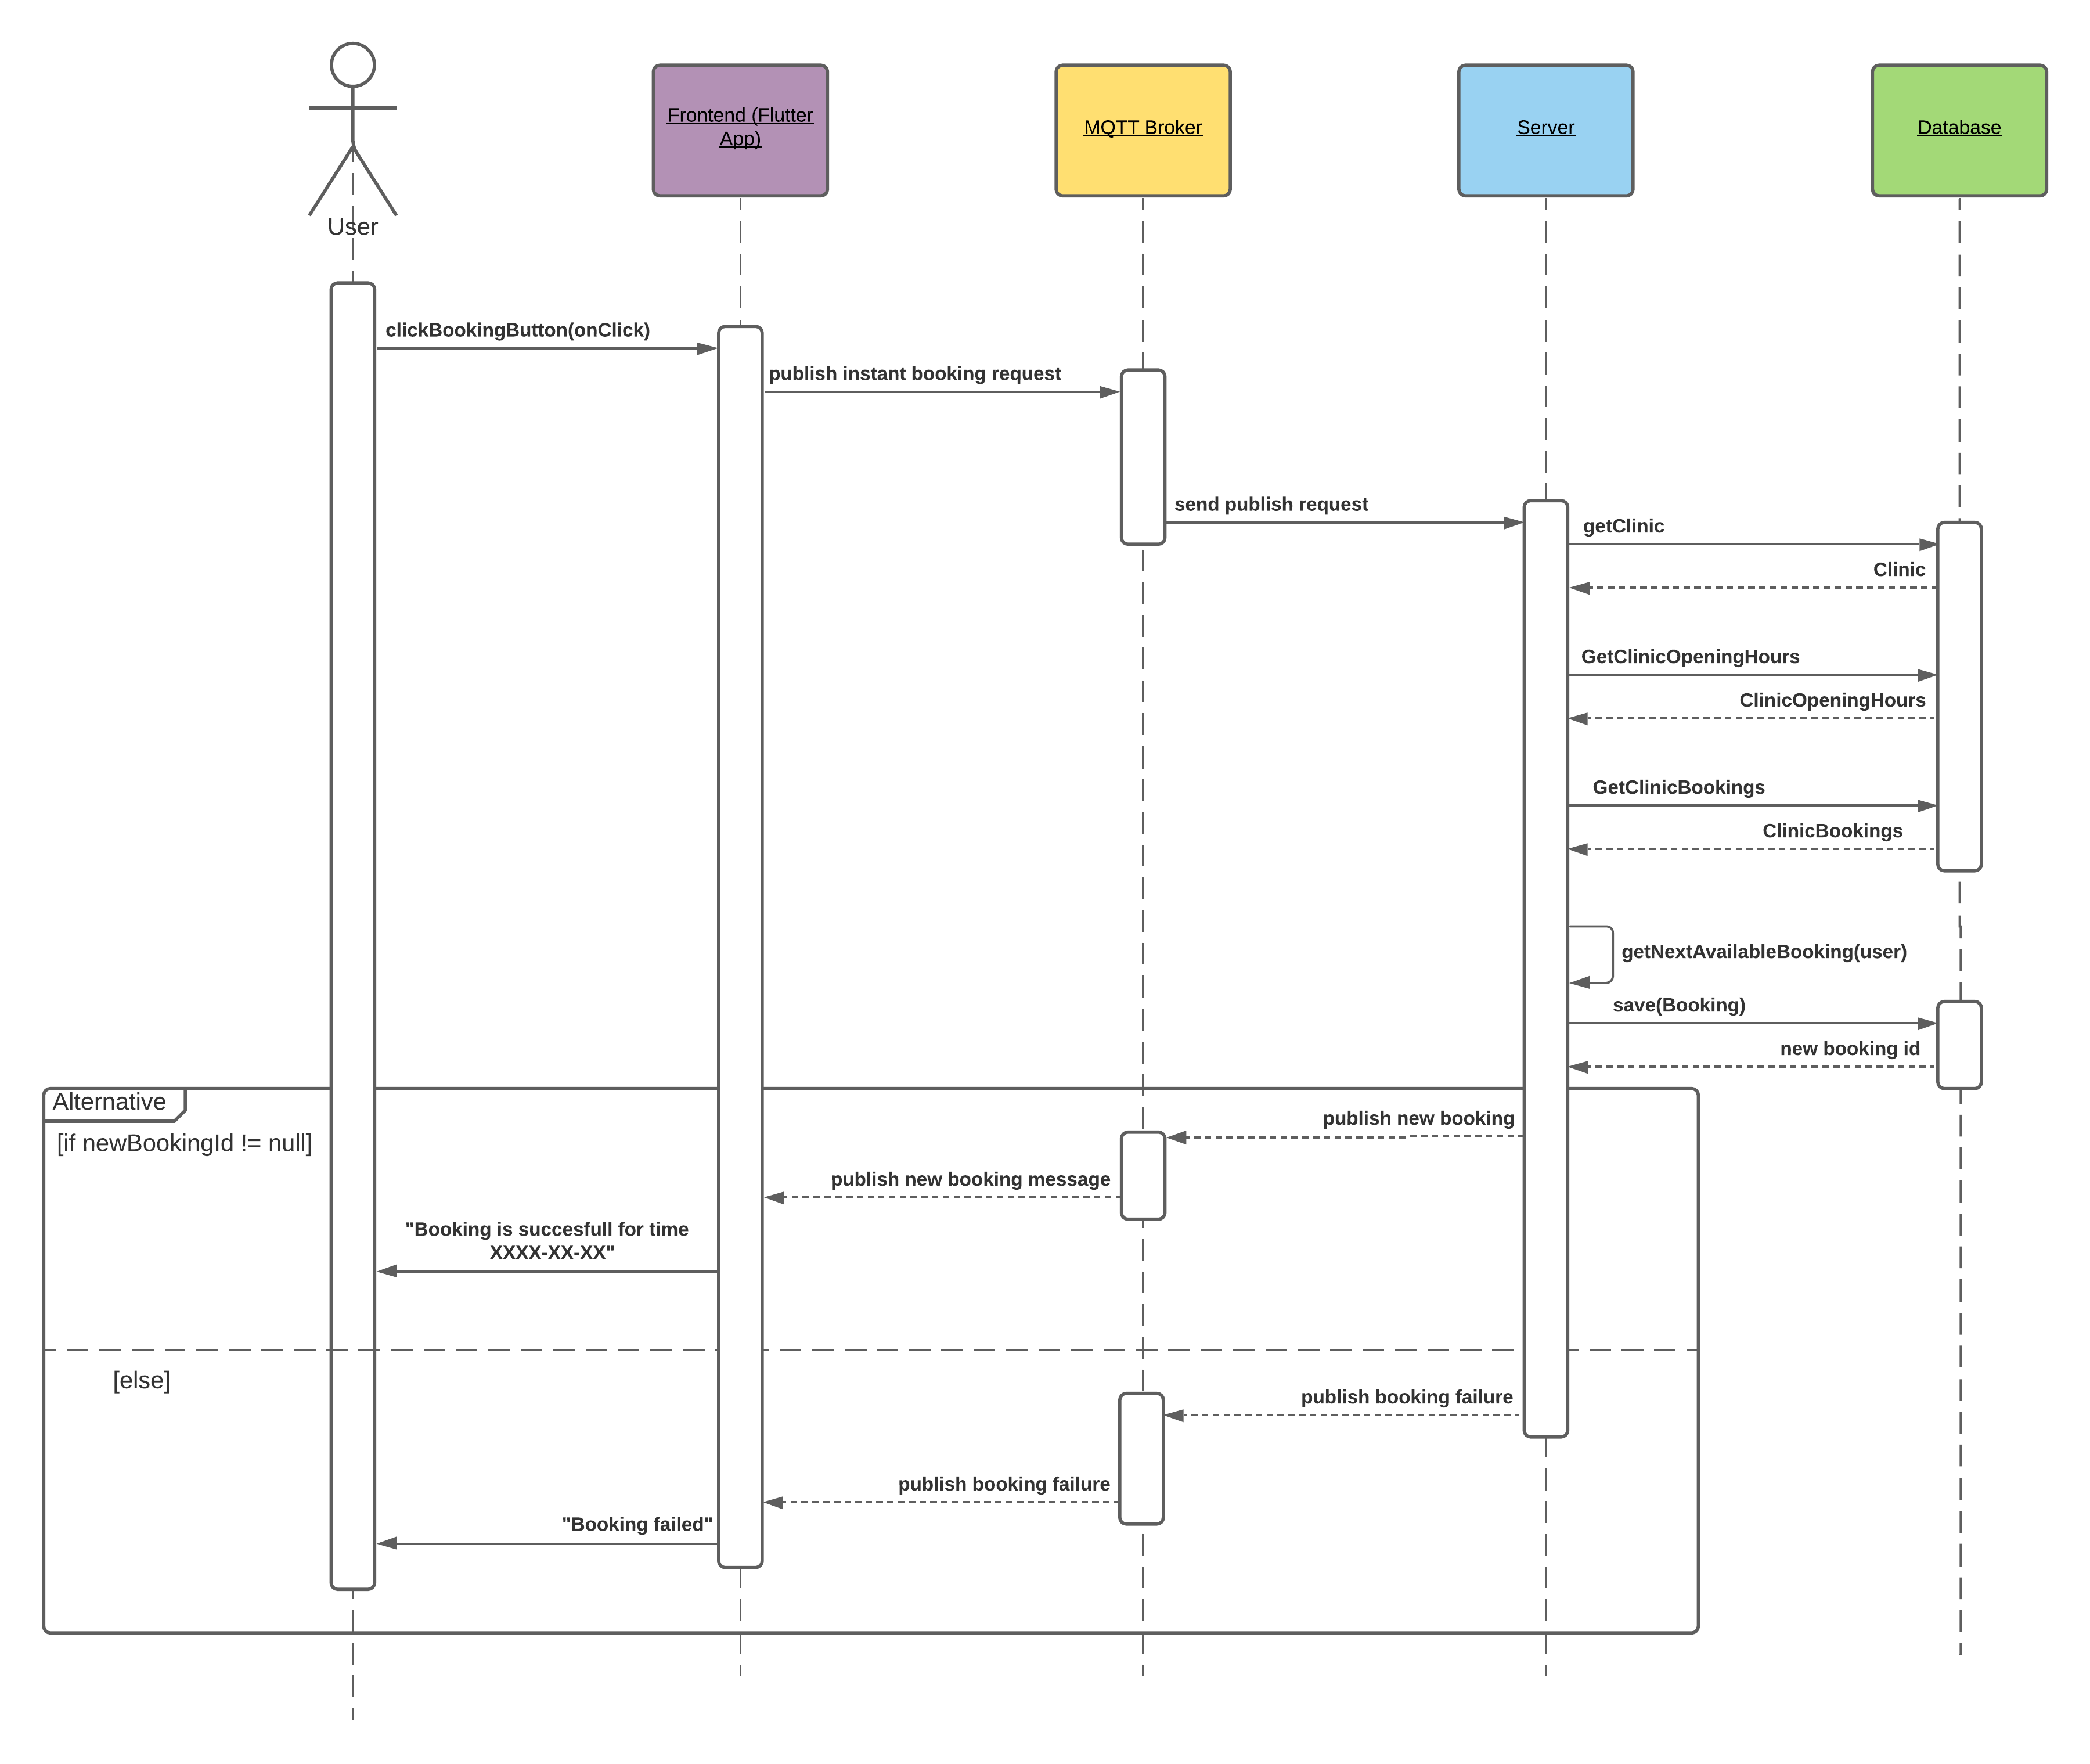 Frontend (Flutter
App)
MQTT Broker
Server
Database
User
clickBookingButton(onClick)
publish instant booking request
send publish request
getClinic
Clinic
GetClinicOpeningHours
ClinicOpeningHours
GetClinicBookings
ClinicBookings
getNextAvailableBooking(user)
save(Booking)
new booking id
Alternative
[if newBookingId != null]
publish new booking
publish new booking message
"Booking is succesfull for time
XXXX-XX-XX"
[else]
publish booking failure
publish booking failure
"Booking failed"